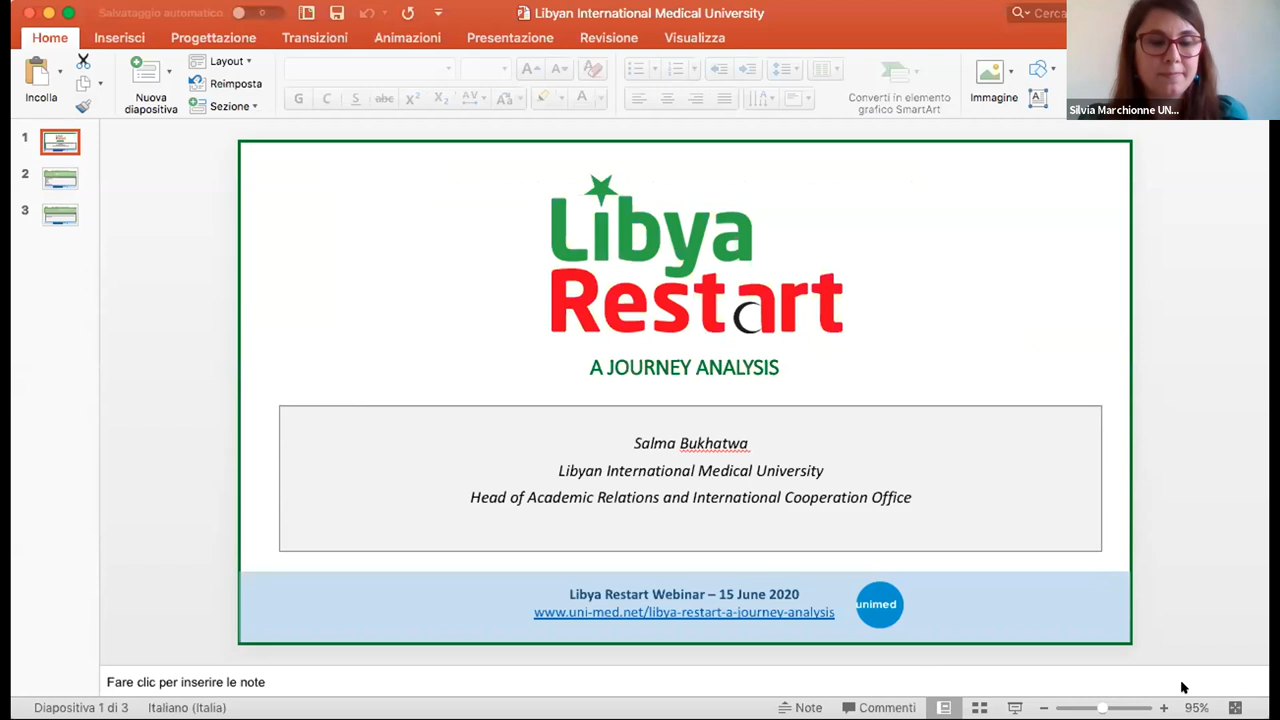 Salvataggio automatico
Libyan International Medical University
Cerca
Home
Inserisci
Progettazione
Transizioni
Animazioni
Presentazione
Revisione
Visualizza
Incolla
Nuova
diapositiva
Layout
Reimposta
Sezione
Converti in elemento
grafico SmartArt
Immagine
Silvia Marchionne UN...
1
2
3
Libya
Restart
A JOURNEY ANALYSIS
Salma Bukhatwa
Libyan International Medical University
Head of Academic Relations and International Cooperation Office
Libya Restart Webinar – 15 June 2020
www.uni-med.net/libya-restart-a-journey-analysis
unimed
Fare clic per inserire le note
Diapositiva 1 di 3
Italiano (Italia)
Note
Commenti
95%